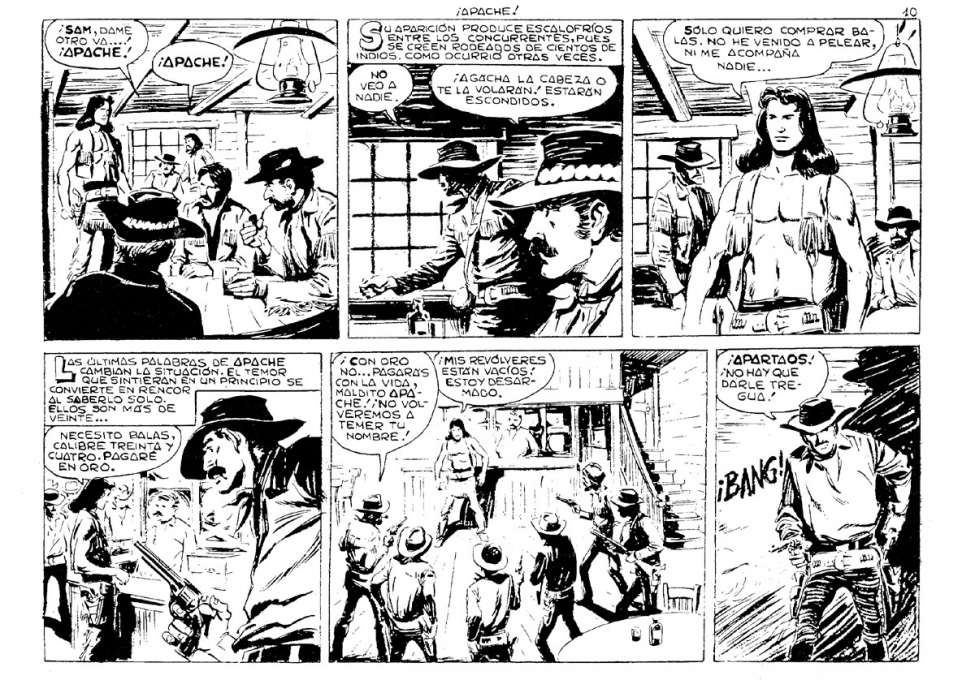 ¡APACHE!
10
¡SAM, DAME
OTRO VA...!
¡APACHE!
¡APACHE!
SU APARICIÓN PRODUCE ESCALOFRÍOS
ENTRE LOS CONCURRENTES, PUES
SE CREEN RODEADOS DE CIENTOS DE
INDIOS. COMO OCURRIÓ OTRAS VECES.
NO
VEO A
NADIE.
¡AGACHA LA CABEZA O
TE LA VOLARÁN! ESTARÁN
ESCONDIDOS.
SÓLO QUIERO COMPRAR BA-
LAS. NO HE VENIDO A PELEAR,
NI ME ACOMPAÑA
NADIE...
LAS ÚLTIMAS PALABRAS DE APACHE
CAMBIAN LA SITUACIÓN. EL TEMOR
QUE SINTIERAN EN UN PRINCIPIO SE
CONVIERTE EN RENCOR
AL SABERLO SOLO.
ELLOS SON MÁS DE
VEINTE...
NECESITO BALAS,
CALIBRE TREINTA Y
CUATRO. PAGARÉ
EN ORO.
¡CON ORO
NO... PAGARÁS
CON LA VIDA,
MALDITO APA-
CHE! ¡NO VOL-
VEREMOS A
TEMER TU
NOMBRE!
¡MIS REVÓLVERES
ESTÁN VACÍOS!
ESTOY DESAR-
MADO.
¡APARTAOS!
¡NO HAY QUE
DARLE TRE-
GUA!
¡BANG!